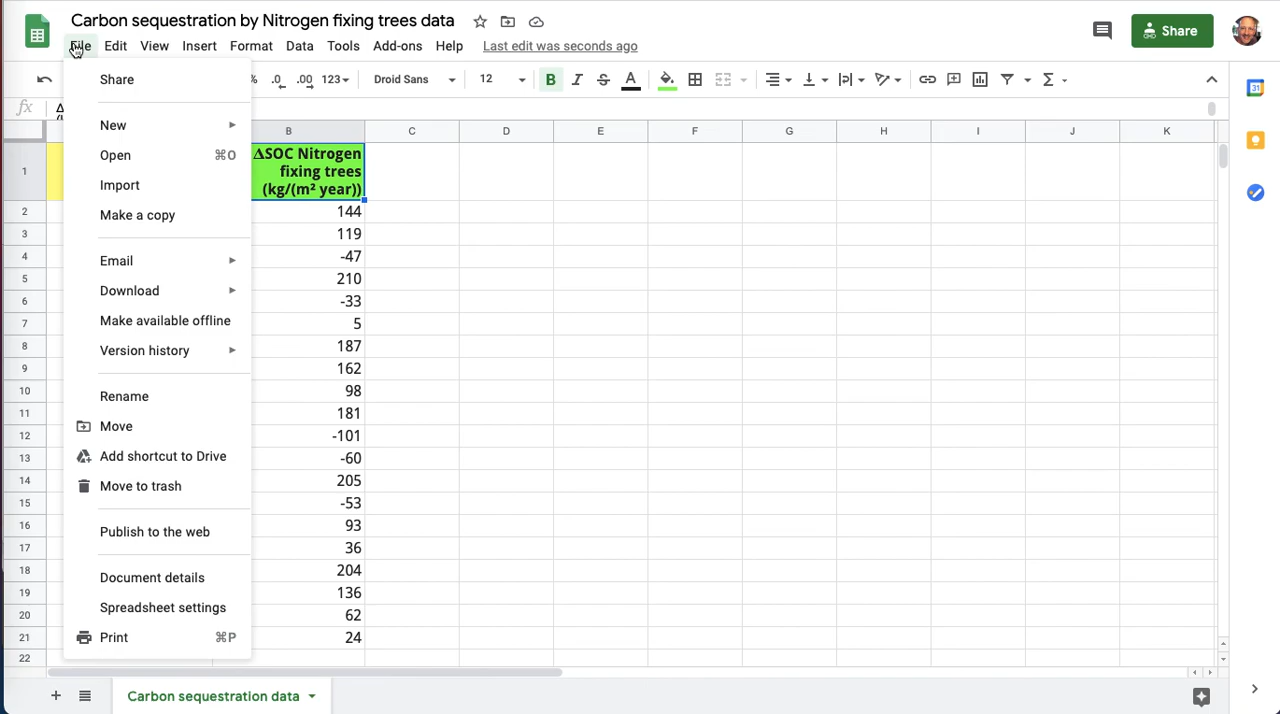 Carbon sequestration by Nitrogen fixing trees data
File Edit View Insert Format Data Tools Add-ons Help Last edit was seconds ago
Share
% .0 .00 123 Droid Sans 12 B I S A Σ
fx
Share
New
Open ⌘O
Import
Make a copy
Email
Download
Make available offline
Version history
Rename
Move
Add shortcut to Drive
Move to trash
Publish to the web
Document details
Spreadsheet settings
Print ⌘P
B C D E F G H I J K
1
ΔSOC Nitrogen
fixing trees
(kg/(m² year))
2 144
3 119
4 -47
5 210
6 -33
7 5
8 187
9 162
10 98
11 181
12 -101
13 -60
14 205
15 -53
16 93
17 36
18 204
19 136
20 62
21 24
22
Carbon sequestration data
31